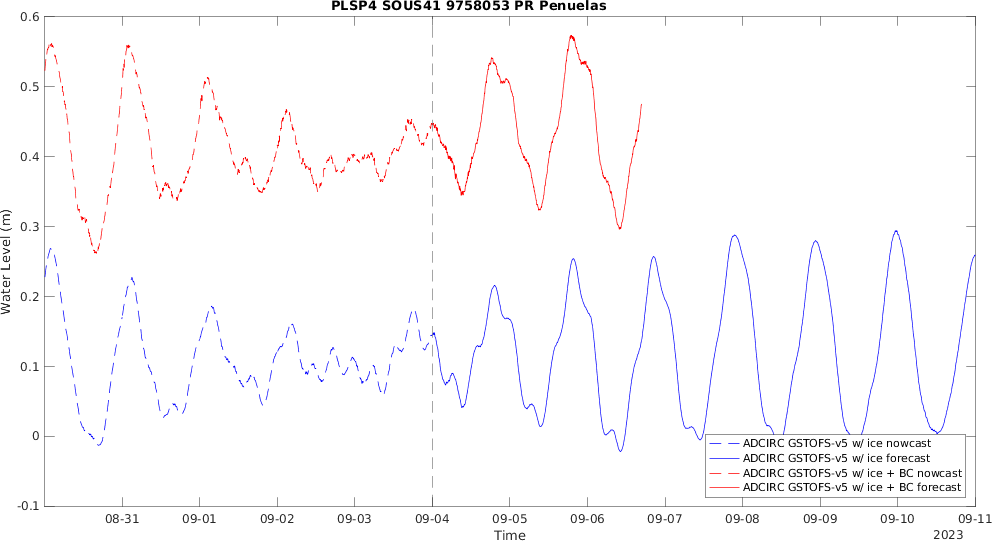 PLSP4 SOUS41 9758053 PR Penuelas
0.6
0.5
0.4
0.3
0.2
0.1
0
-0.1
Water Level (m)
ADCIRC GSTOFS-v5 w/ ice nowcast
ADCIRC GSTOFS-v5 w/ ice forecast
ADCIRC GSTOFS-v5 w/ ice + BC nowcast
ADCIRC GSTOFS-v5 w/ ice + BC forecast
08-31 09-01 09-02 09-03 09-04 09-05 09-06 09-07 09-08 09-09 09-10 09-11
Time
2023